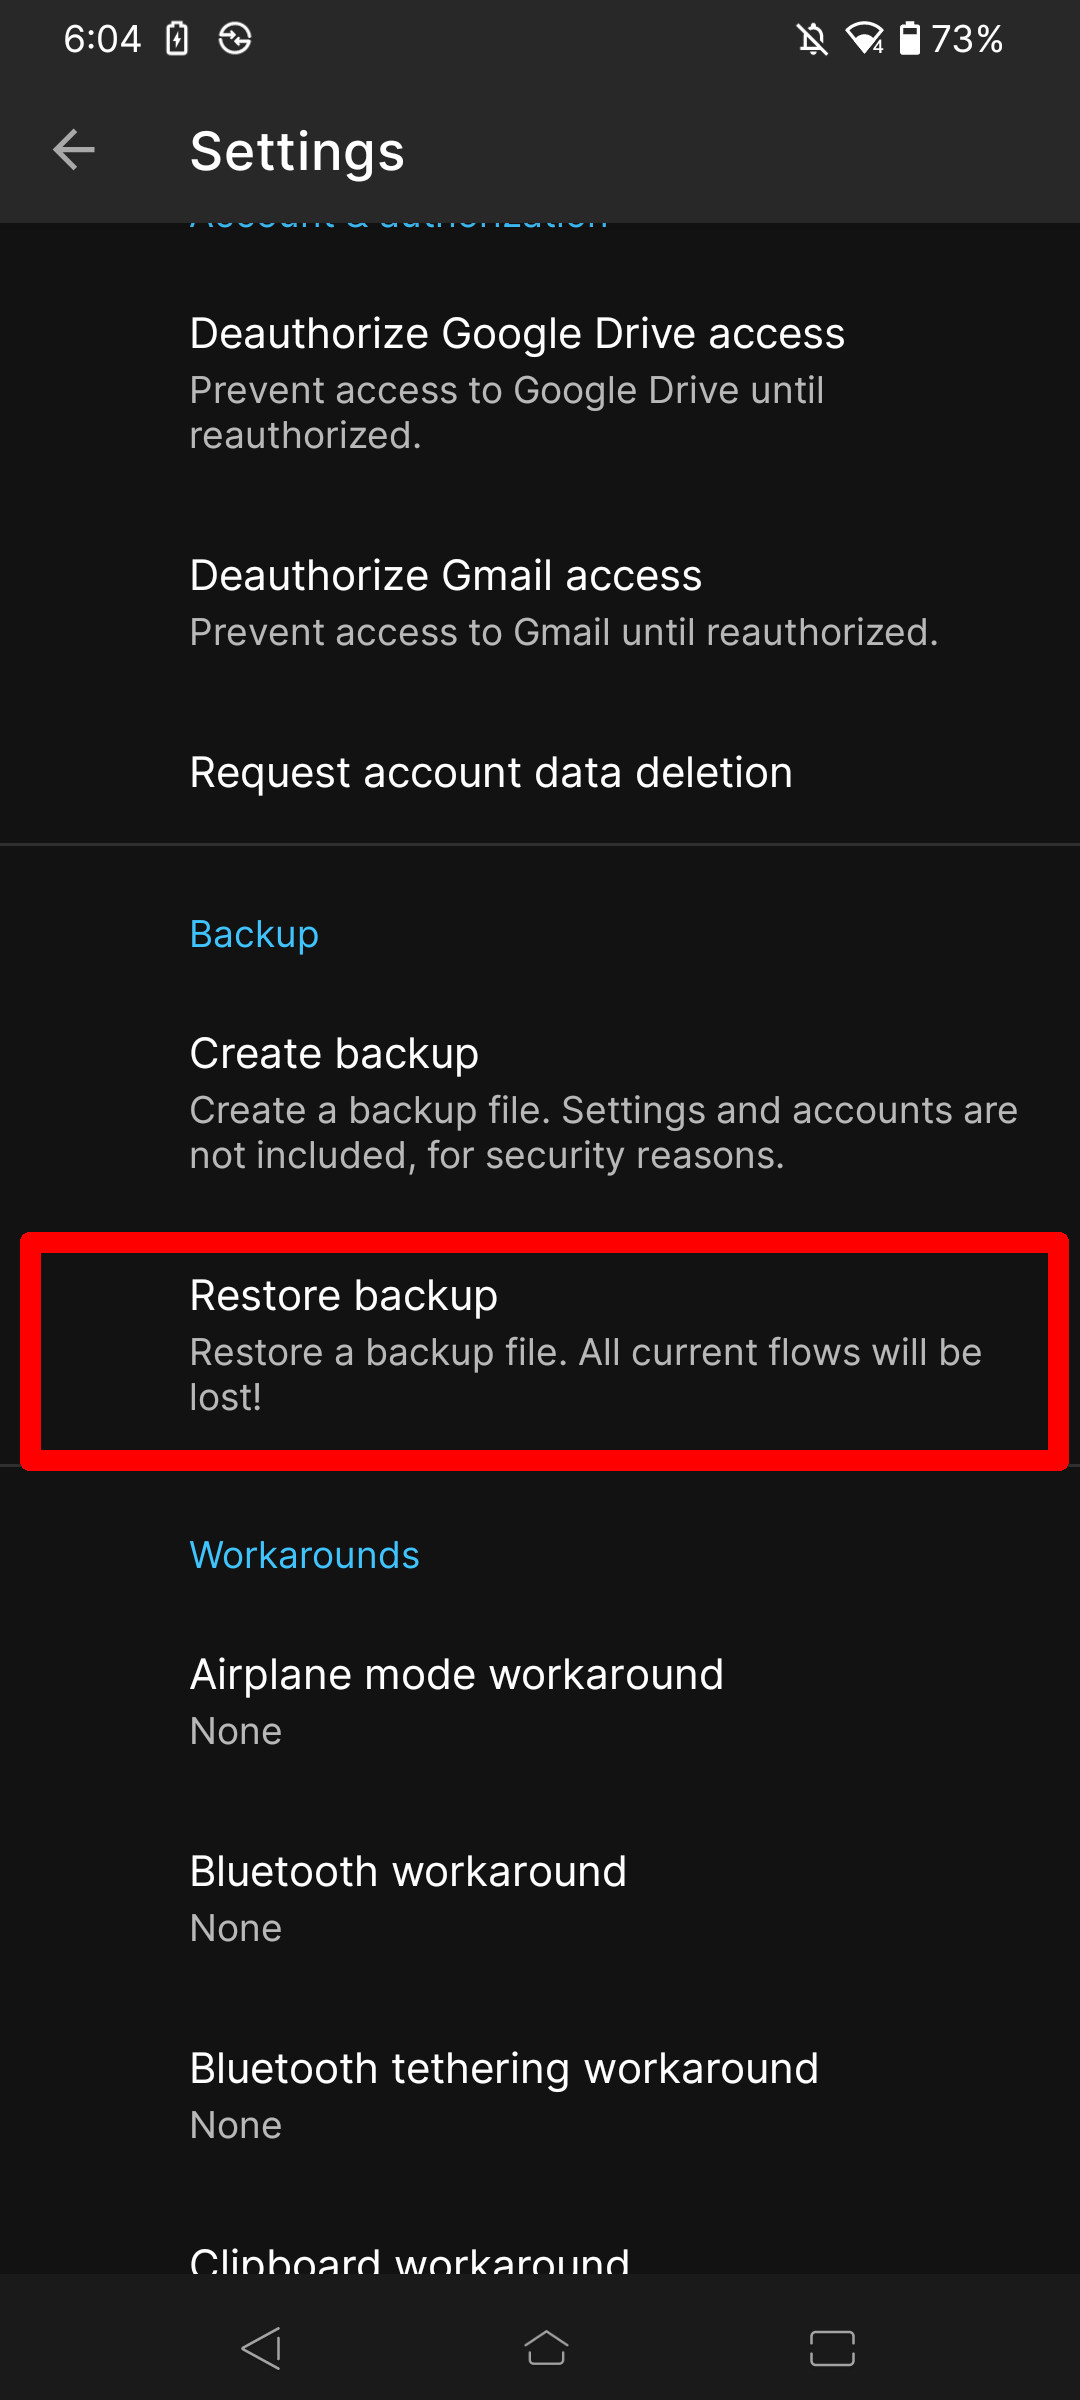 6:04
73%
Settings
Account & authorization
Deauthorize Google Drive access
Prevent access to Google Drive until
reauthorized.
Deauthorize Gmail access
Prevent access to Gmail until reauthorized.
Request account data deletion
Backup
Create backup
Create a backup file. Settings and accounts are
not included, for security reasons.
Restore backup
Restore a backup file. All current flows will be
lost!
Workarounds
Airplane mode workaround
None
Bluetooth workaround
None
Bluetooth tethering workaround
None
Clipboard workaround